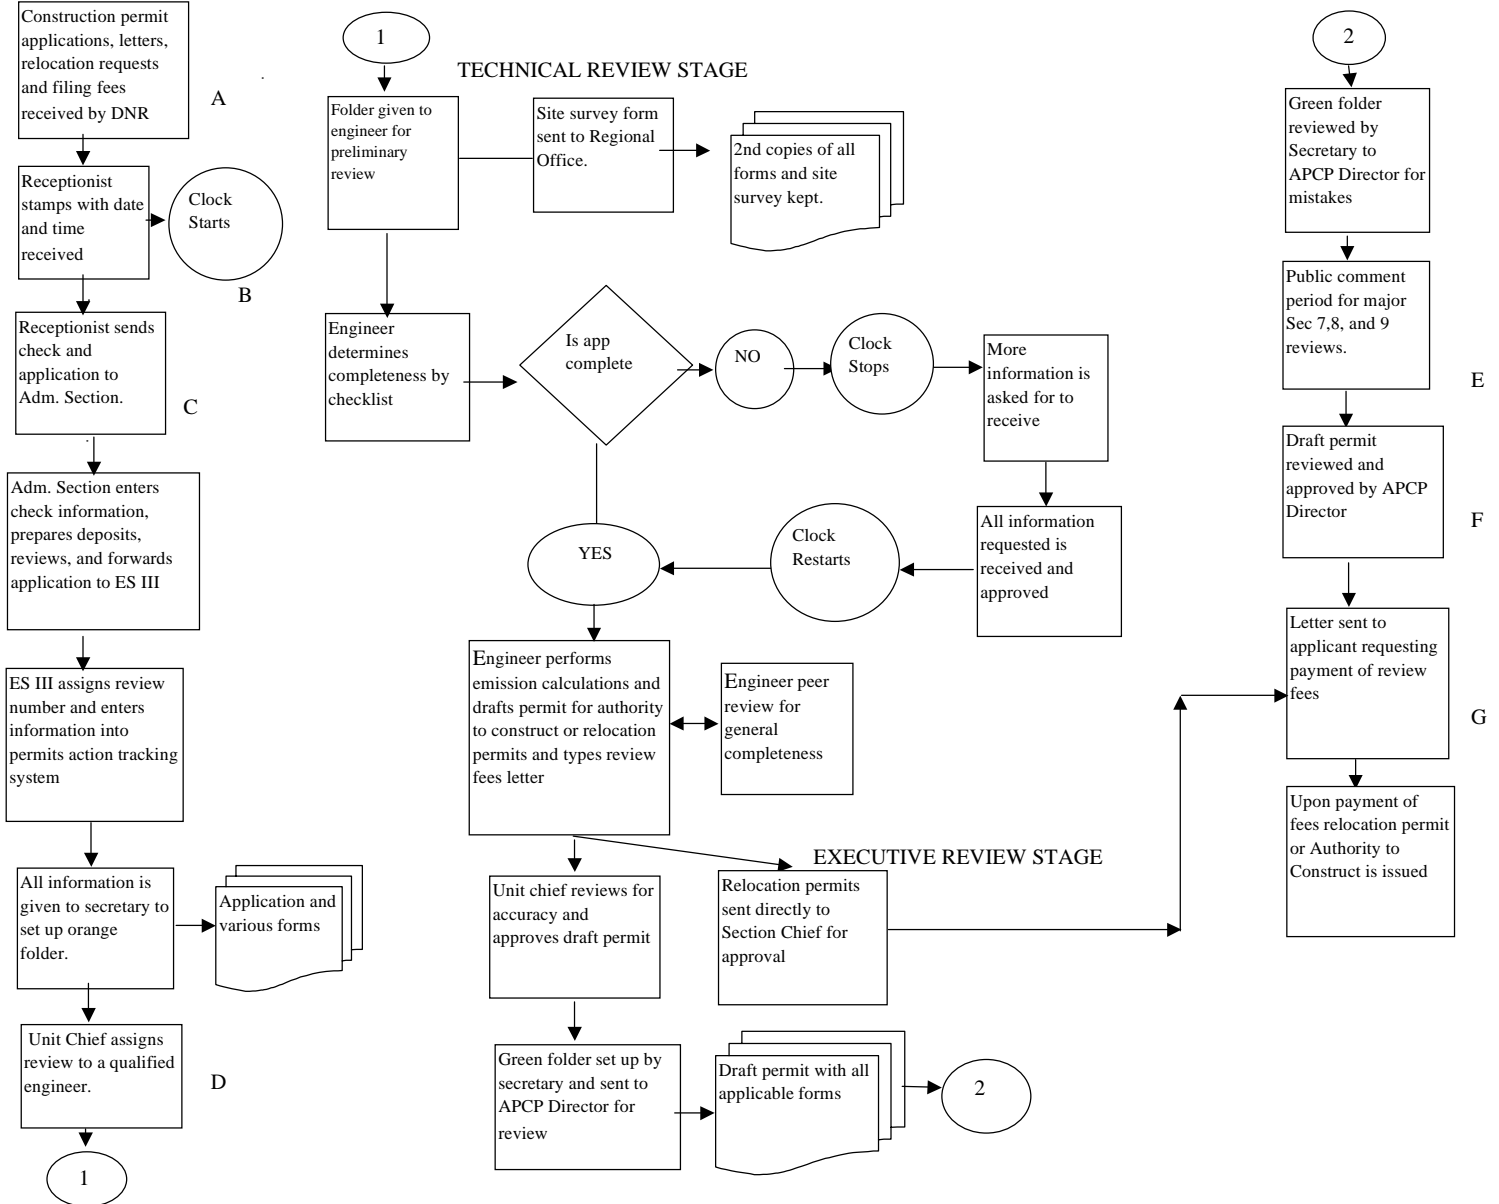 Construction permit
applications, letters,
relocation requests
and filing fees
received by DNR
A
Receptionist
stamps with date
and time
received
Clock
Starts
B
Receptionist sends
check and
application to
Adm. Section.
C
Adm. Section enters
check information,
prepares deposits,
reviews, and forwards
application to ES III
ES III assigns review
number and enters
information into
permits action tracking
system
All information is
given to secretary to
set up orange
folder.
Application and
various forms
Unit Chief assigns
review to a qualified
engineer.
D
1
1
TECHNICAL REVIEW STAGE
Folder given to
engineer for
preliminary
review
Site survey form
sent to Regional
Office.
2nd copies of all
forms and site
survey kept.
Engineer
determines
completeness by
checklist
Is app
complete
NO
Clock
Stops
More
information is
asked for to
receive
All information
requested is
received and
approved
Clock
Restarts
YES
Engineer performs
emission calculations and
drafts permit for authority
to construct or relocation
permits and types review
fees letter
Engineer peer
review for
general
completeness
EXECUTIVE REVIEW STAGE
Unit chief reviews for
accuracy and
approves draft permit
Relocation permits
sent directly to
Section Chief for
approval
Green folder set up by
secretary and sent to
APCP Director for
review
Draft permit with all
applicable forms
2
2
Green folder
reviewed by
Secretary to
APCP Director for
mistakes
Public comment
period for major
Sec 7,8, and 9
reviews.
E
Draft permit
reviewed and
approved by APCP
Director
F
Letter sent to
applicant requesting
payment of review
fees
G
Upon payment of
fees relocation permit
or Authority to
Construct is issued